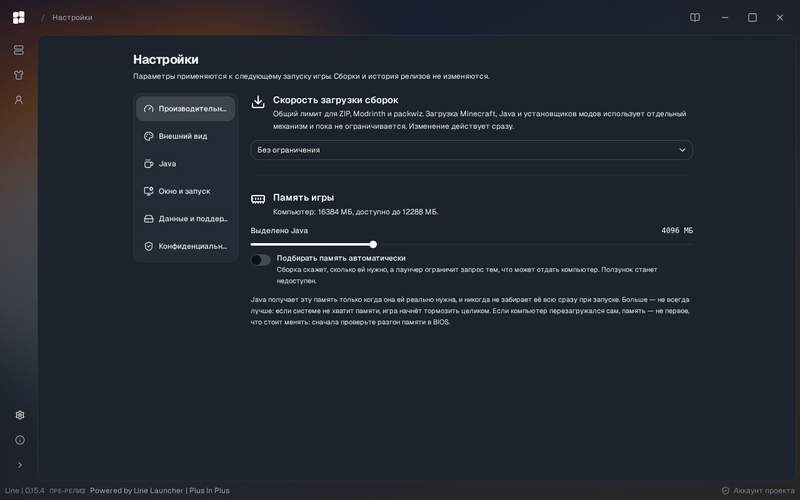 / Настройки
Настройки
Параметры применяются к следующему запуску игры. Сборки и история релизов не изменяются.
Производительн...
Внешний вид
Java
Окно и запуск
Данные и поддер...
Конфиденциальн...
Скорость загрузки сборок
Общий лимит для ZIP, Modrinth и packwiz. Загрузка Minecraft, Java и установщиков модов использует отдельный
механизм и пока не ограничивается. Изменение действует сразу.
Без ограничения
Память игры
Компьютер: 16384 МБ, доступно до 12288 МБ.
Выделено Java 4096 МБ
Подбирать память автоматически
Сборка скажет, сколько ей нужно, а лаунчер ограничит запрос тем, что может отдать компьютер. Ползунок станет
недоступен.
Java получает эту память только когда она ей реально нужна, и никогда не забирает её всю сразу при запуске. Больше — не всегда
лучше: если системе не хватит памяти, игра начнёт тормозить целиком. Если компьютер перезагружался сам, память — не первое,
что стоит менять: сначала проверьте разгон памяти в BIOS.
Line | 0.15.4 ПРЕ-РЕЛИЗ Powered by Line Launcher | Plus In Plus
Аккаунт проекта